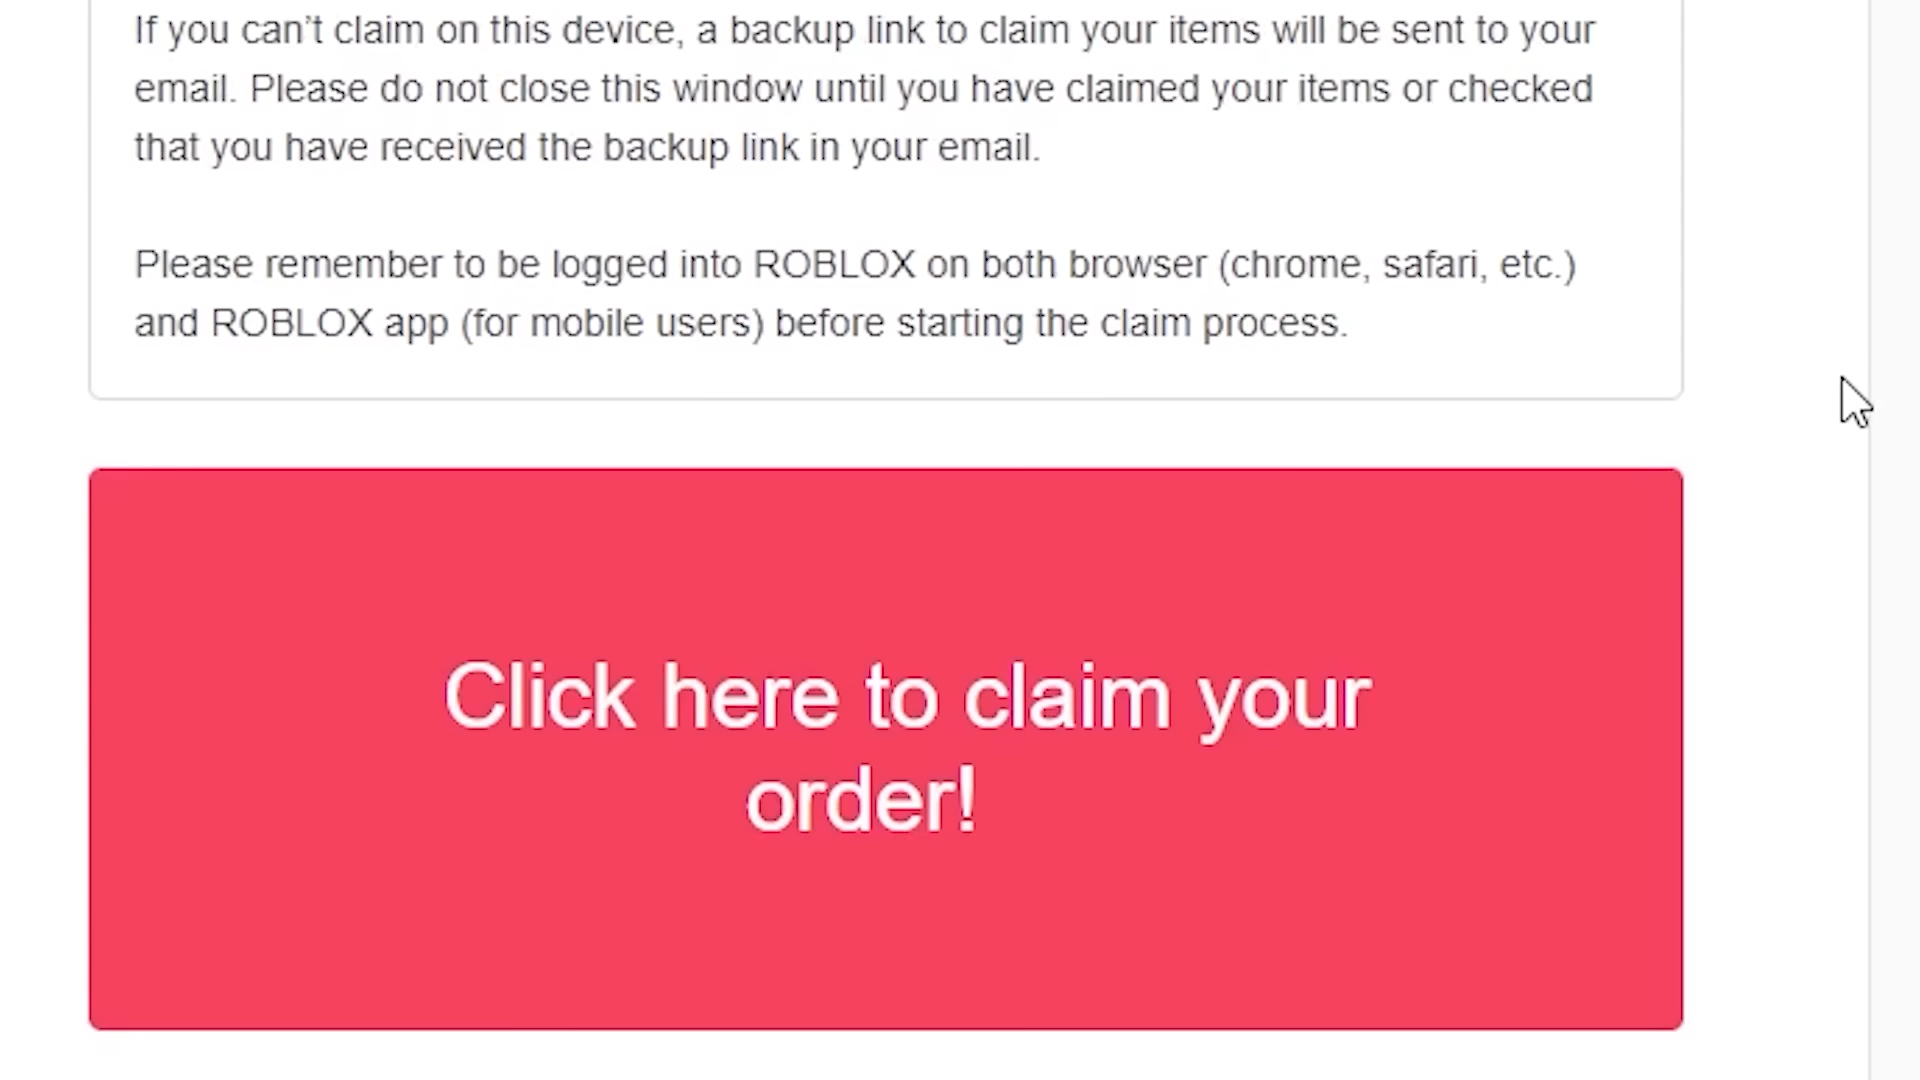 If you can’t claim on this device, a backup link to claim your items will be sent to your
email. Please do not close this window until you have claimed your items or checked
that you have received the backup link in your email.
Please remember to be logged into ROBLOX on both browser (chrome, safari, etc.)
and ROBLOX app (for mobile users) before starting the claim process.
Click here to claim your
order!